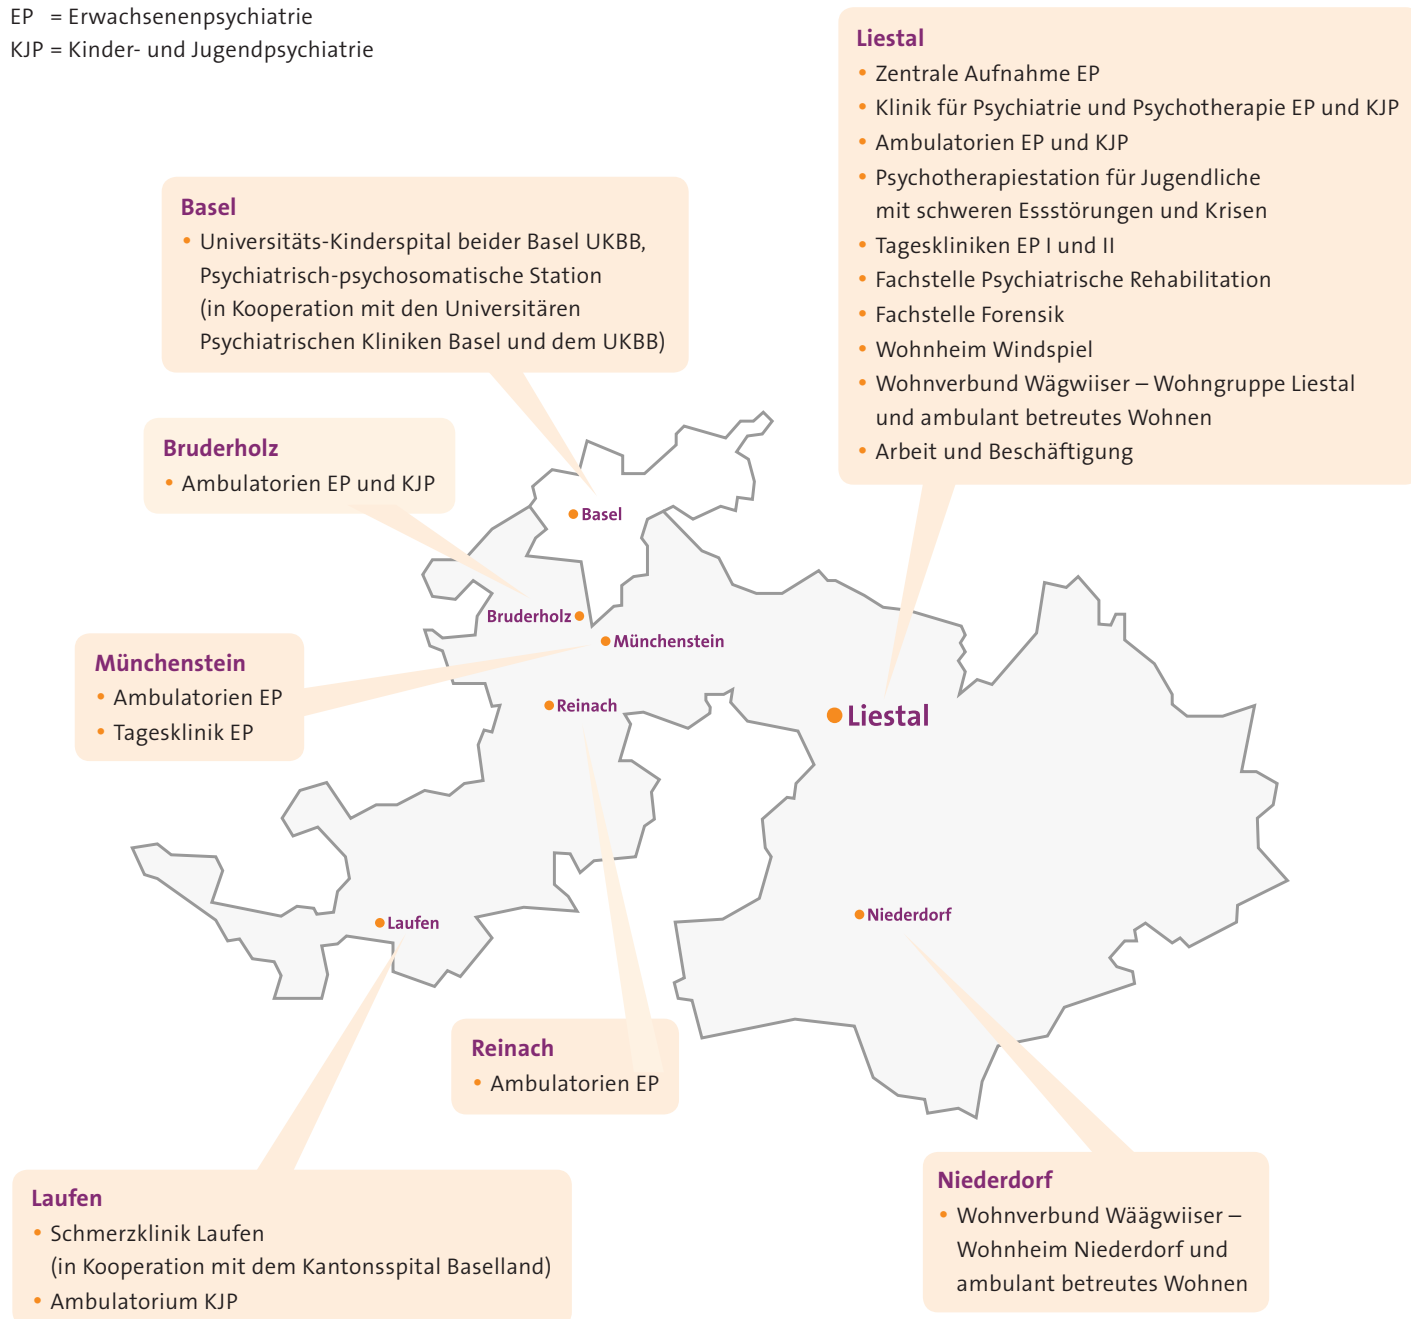 EP = Erwachsenenpsychiatrie
KJP = Kinder- und Jugendpsychiatrie
Liestal
• Zentrale Aufnahme EP
• Klinik für Psychiatrie und Psychotherapie EP und KJP
• Ambulatorien EP und KJP
• Psychotherapiestation für Jugendliche
mit schweren Essstörungen und Krisen
• Tageskliniken EP I und II
• Fachstelle Psychiatrische Rehabilitation
• Fachstelle Forensik
• Wohnheim Windspiel
• Wohnverbund Wägwiiser – Wohngruppe Liestal
und ambulant betreutes Wohnen
• Arbeit und Beschäftigung
Basel
• Universitäts-Kinderspital beider Basel UKBB,
Psychiatrisch-psychosomatische Station
(in Kooperation mit den Universitären
Psychiatrischen Kliniken Basel und dem UKBB)
Bruderholz
• Ambulatorien EP und KJP
Basel
Bruderholz
Münchenstein
Münchenstein
• Ambulatorien EP
• Tagesklinik EP
Reinach
Liestal
Laufen
Niederdorf
Reinach
• Ambulatorien EP
Laufen
• Schmerzklinik Laufen
(in Kooperation mit dem Kantonsspital Baselland)
• Ambulatorium KJP
Niederdorf
• Wohnverbund Wäägwiiser –
Wohnheim Niederdorf und
ambulant betreutes Wohnen